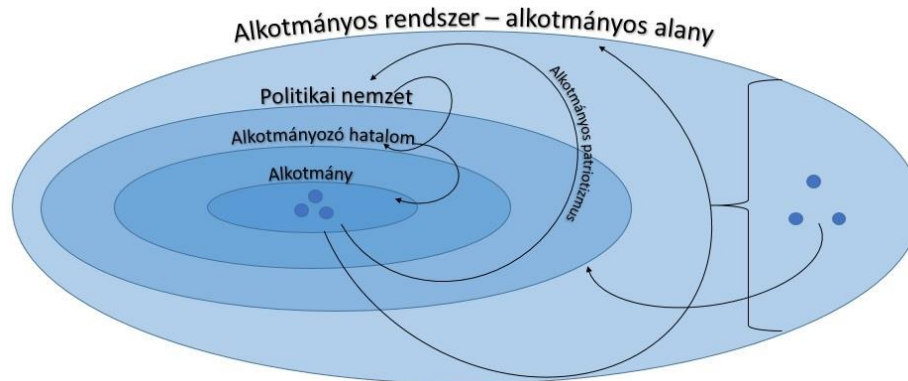 Alkotmányos rendszer – alkotmányos alany
Politikai nemzet
Alkotmányozó hatalom
Alkotmány
Alkotmányos patriotizmus